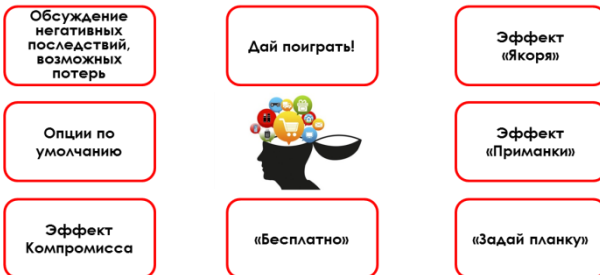 Обсуждение
негативных
последствий,
возможных
потерь
Дай поиграть!
Эффект
«Якоря»
Опции по
умолчанию
Эффект
«Приманки»
Эффект
Компромисса
«Бесплатно»
«Задай планку»